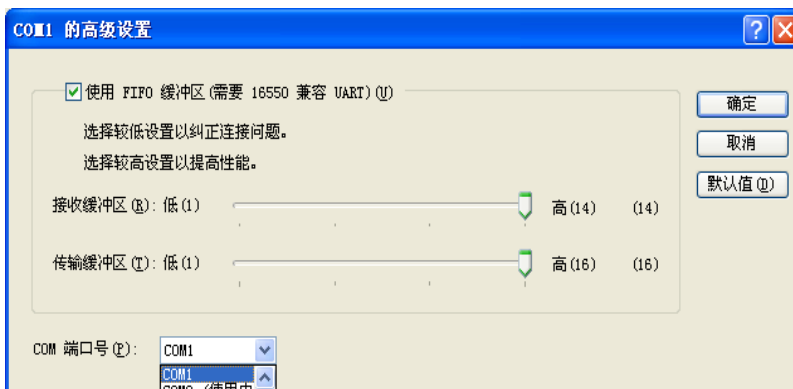 COM1 的高级设置
使用 FIFO 缓冲区(需要 16550 兼容 UART)(U)
选择较低设置以纠正连接问题。
选择较高设置以提高性能。
接收缓冲区(R): 低(1) 高(14) (14)
传输缓冲区(T): 低(1) 高(16) (16)
确定
取消
默认值(D)
COM 端口号(P): COM1
COM1